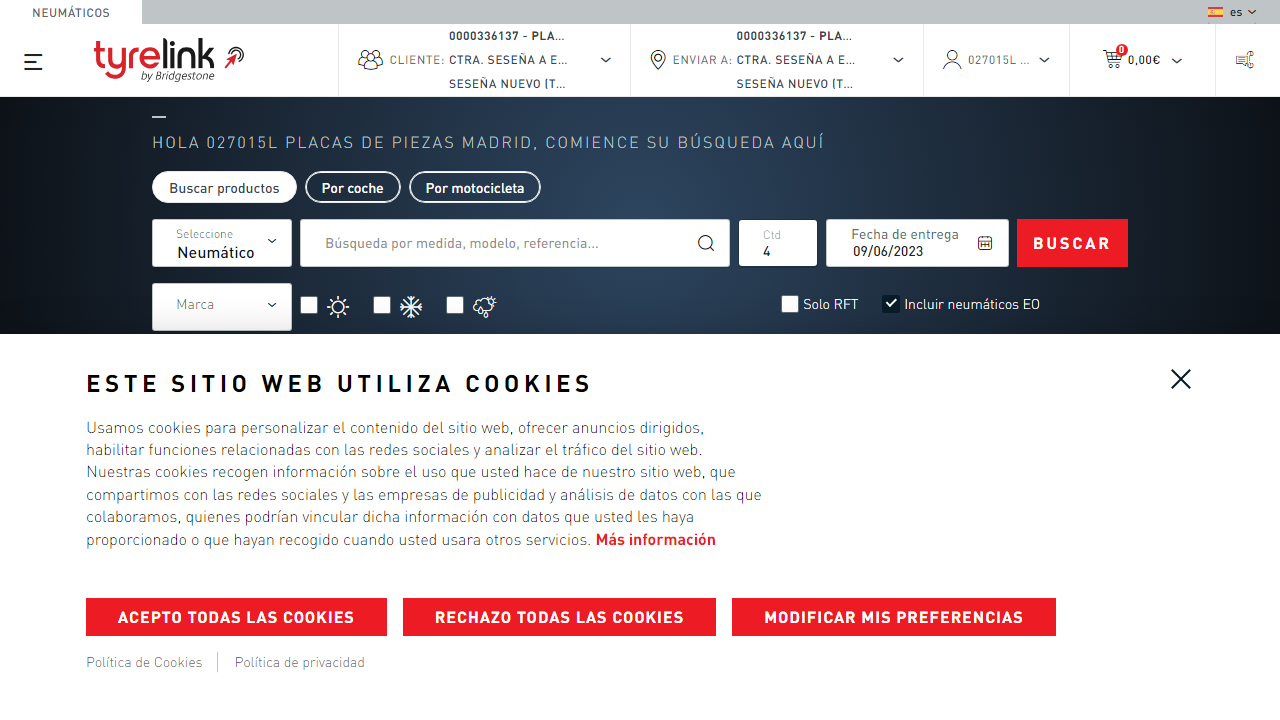 NEUMÁTICOS
es
tyrelink
by Bridgestone
CLIENTE:
0000336137 - PLA...
CTRA. SESEÑA A E...
SESEÑA NUEVO (T...
ENVIAR A:
0000336137 - PLA...
CTRA. SESEÑA A E...
SESEÑA NUEVO (T...
027015L ...
0
0,00€
HOLA 027015L PLACAS DE PIEZAS MADRID, COMIENCE SU BÚSQUEDA AQUÍ
Buscar productos
Por coche
Por motocicleta
Seleccione
Neumático
Búsqueda por medida, modelo, referencia...
Ctd
4
Fecha de entrega
09/06/2023
BUSCAR
Marca
Solo RFT
Incluir neumáticos EO
ESTE SITIO WEB UTILIZA COOKIES
Usamos cookies para personalizar el contenido del sitio web, ofrecer anuncios dirigidos,
habilitar funciones relacionadas con las redes sociales y analizar el tráfico del sitio web.
Nuestras cookies recogen información sobre el uso que usted hace de nuestro sitio web, que
compartimos con las redes sociales y las empresas de publicidad y análisis de datos con las que
colaboramos, quienes podrían vincular dicha información con datos que usted les haya
proporcionado o que hayan recogido cuando usted usara otros servicios. Más información
ACEPTO TODAS LAS COOKIES
RECHAZO TODAS LAS COOKIES
MODIFICAR MIS PREFERENCIAS
Política de Cookies
Política de privacidad